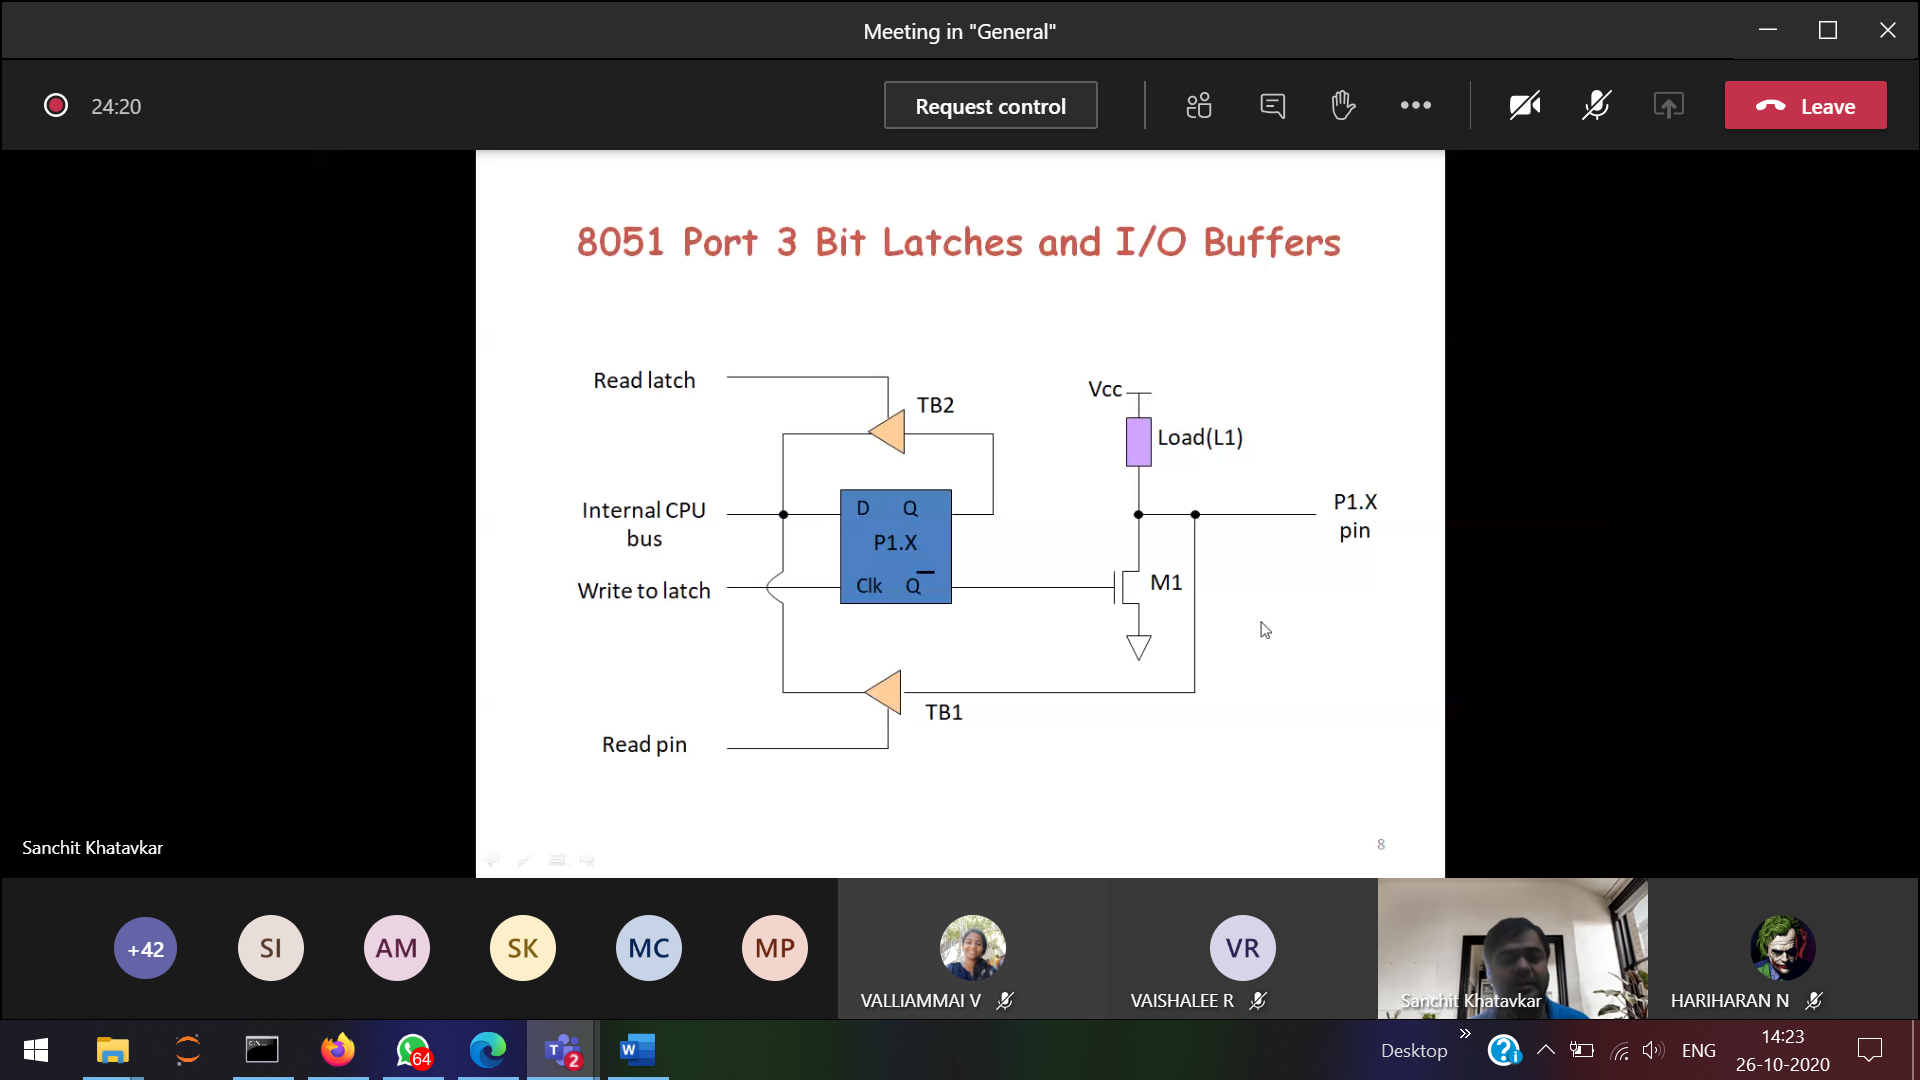 Meeting in "General"
24:20
Request control
Leave
8051 Port 3 Bit Latches and I/O Buffers
Read latch
TB2
Vcc
Load(L1)
Internal CPU
bus
D Q
P1.X
Clk Q
P1.X
pin
Write to latch
M1
TB1
Read pin
8
Sanchit Khatavkar
+42
SI
AM
SK
MC
MP
VR
VALLIAMMAI V
VAISHALEE R
Sanchit Khatavkar
HARIHARAN N
64
T
2
W
Desktop
ENG
14:23
26-10-2020